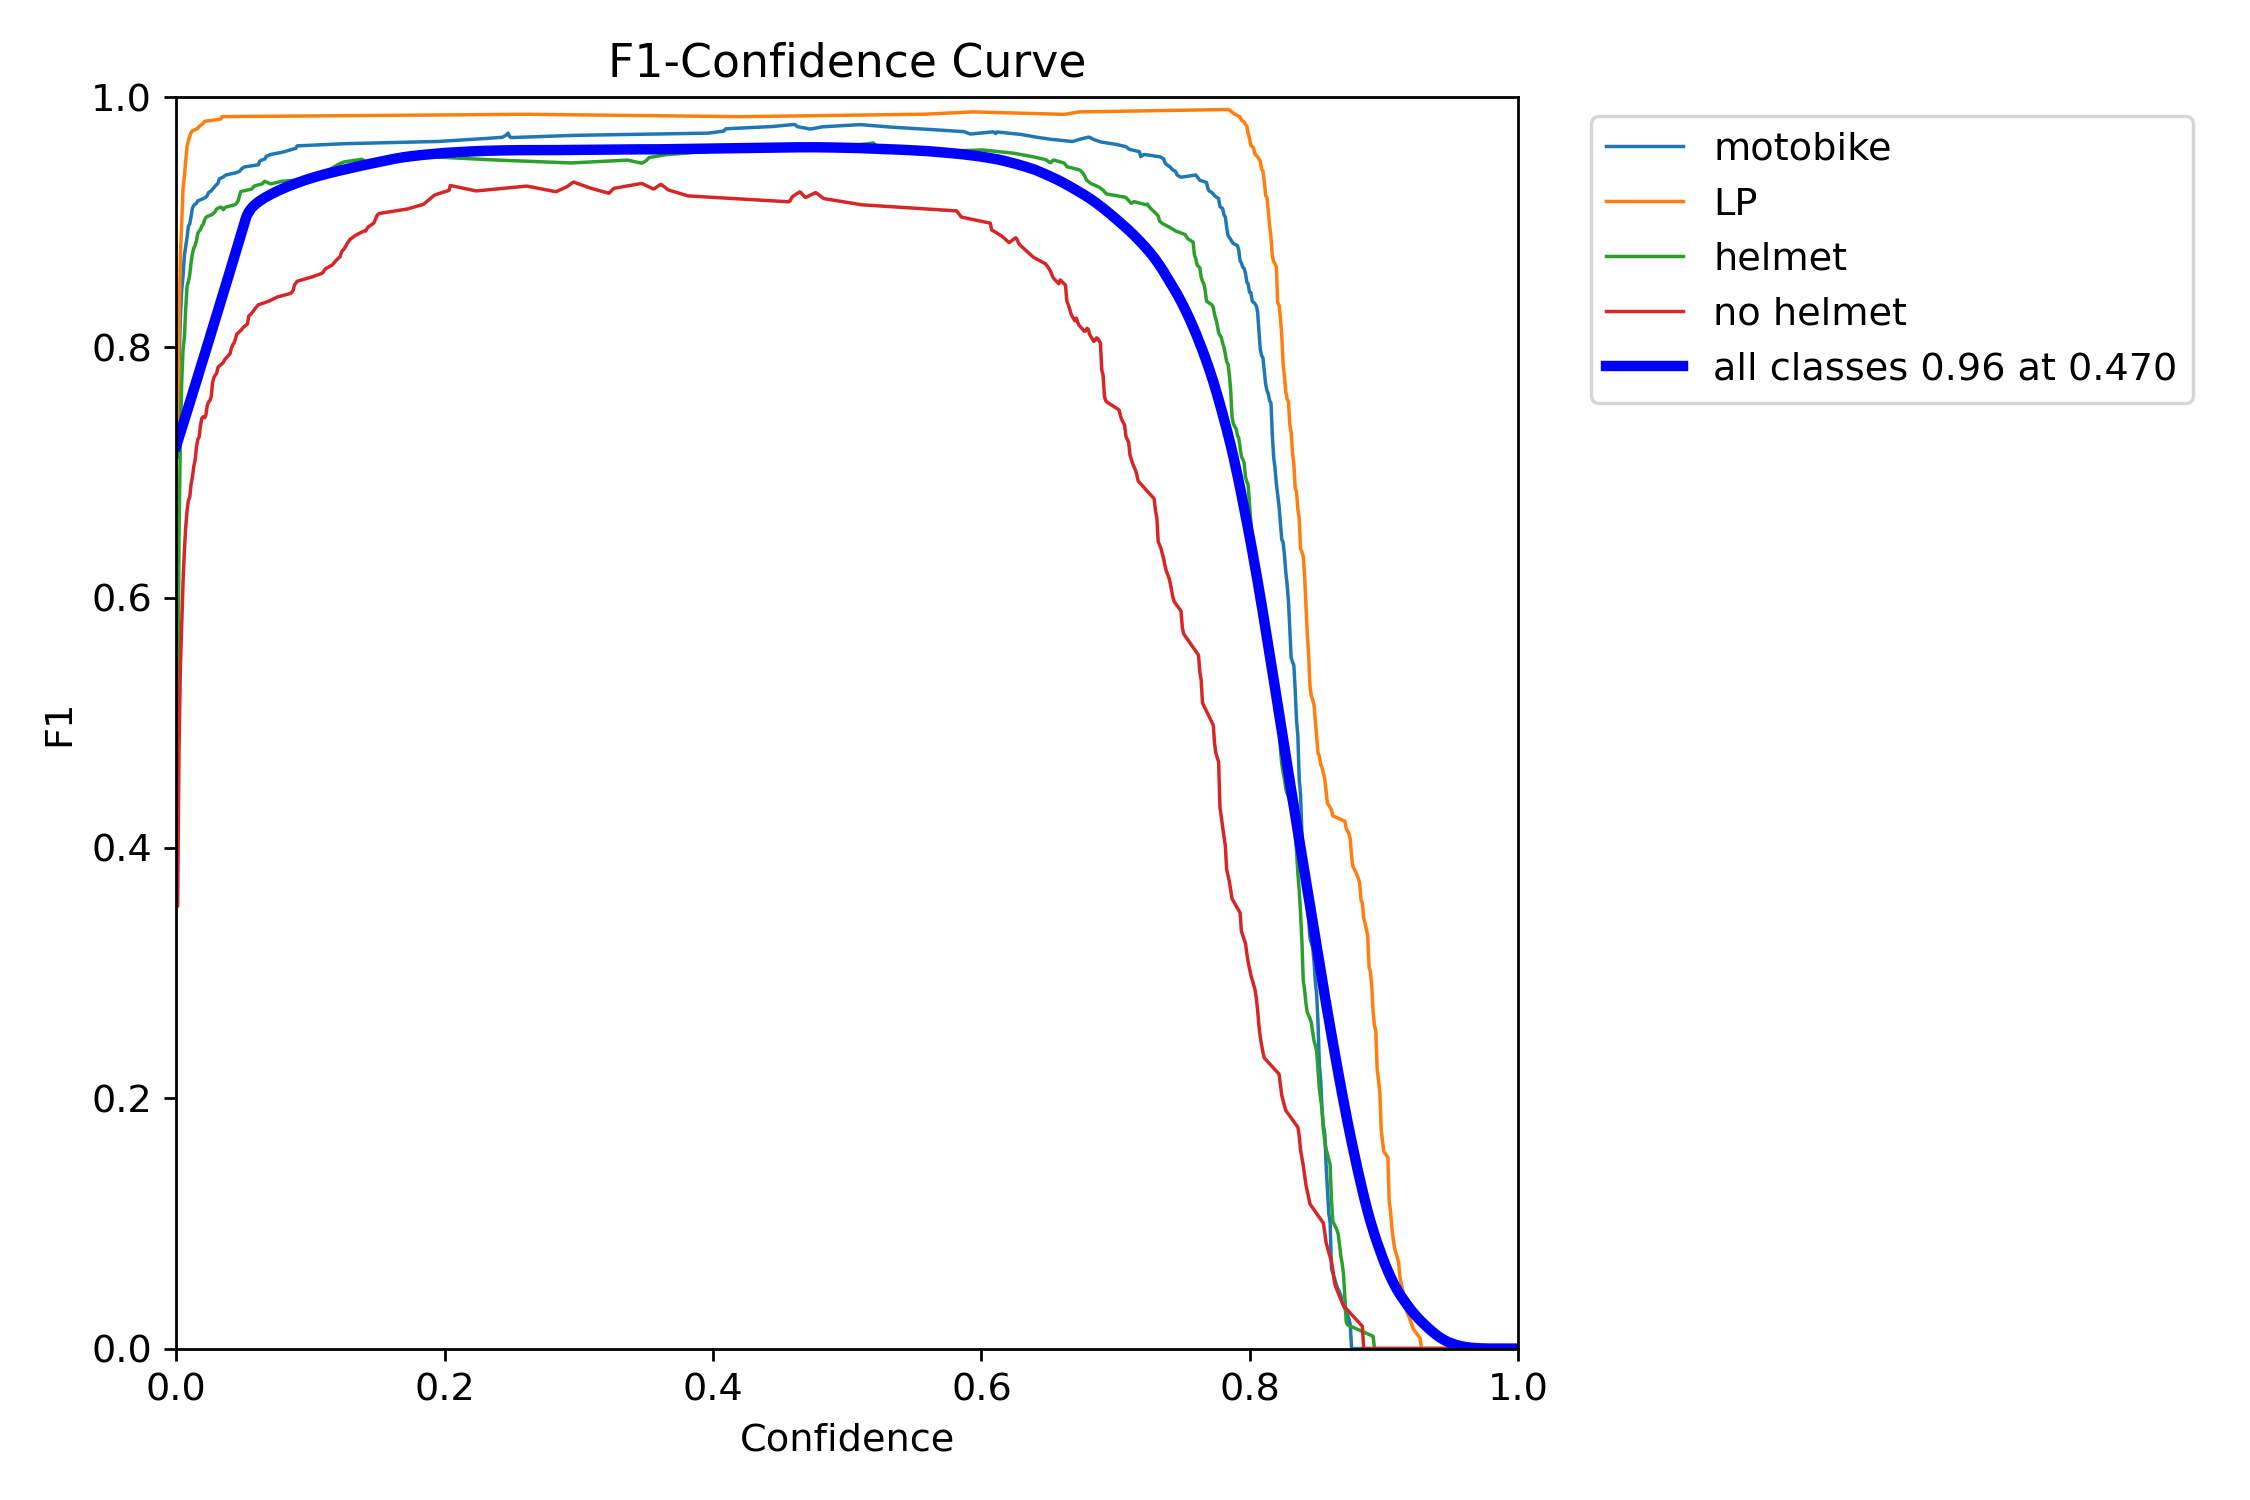 F1-Confidence Curve
1.0
0.8
0.6
0.4
0.2
0.0
F1
0.0 0.2 0.4 0.6 0.8 1.0
Confidence
motobike
LP
helmet
no helmet
all classes 0.96 at 0.470